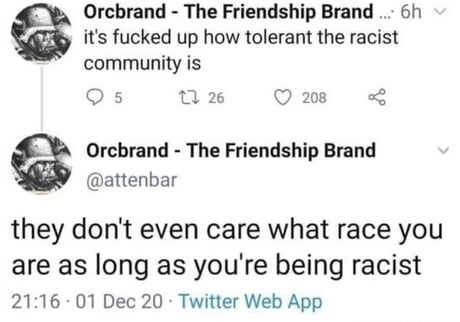 Orcbrand - The Friendship Brand ... · 6h
it's fucked up how tolerant the racist
community is
5 26 208
Orcbrand - The Friendship Brand
@attenbar
they don't even care what race you
are as long as you're being racist
21:16 · 01 Dec 20 · Twitter Web App